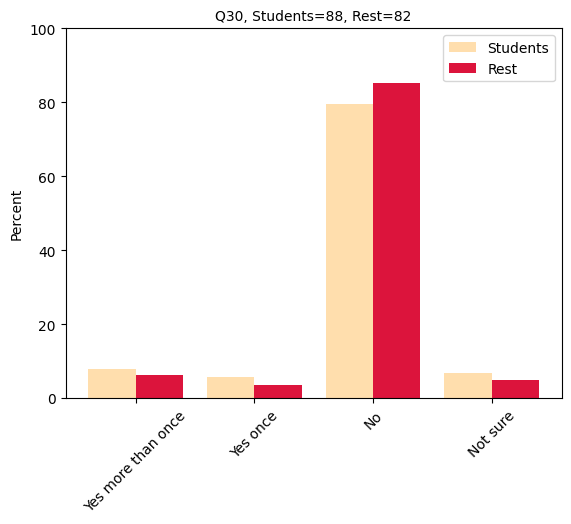 Q30, Students=88, Rest=82
Students
Rest
Percent
100
80
60
40
20
0
Yes more than once
Yes once
No
Not sure